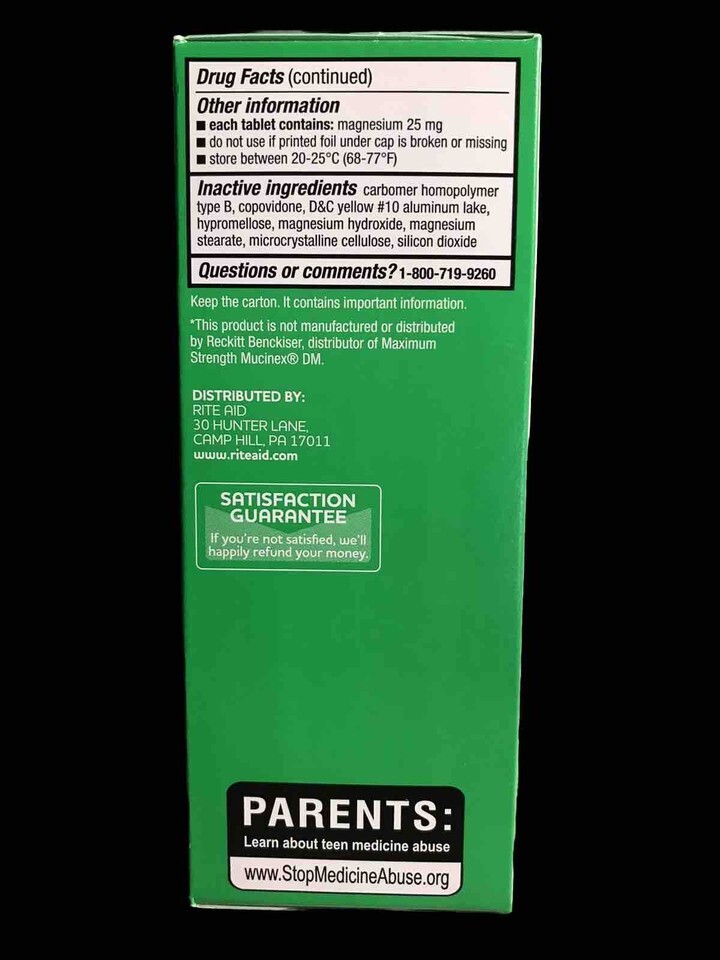 Drug Facts (continued)
Other information
■ each tablet contains: magnesium 25 mg
■ do not use if printed foil under cap is broken or missing
■ store between 20-25°C (68-77°F)
Inactive ingredients carbomer homopolymer
type B, copovidone, D&C yellow #10 aluminum lake,
hypromellose, magnesium hydroxide, magnesium
stearate, microcrystalline cellulose, silicon dioxide
Questions or comments? 1-800-719-9260
Keep the carton. It contains important information.
*This product is not manufactured or distributed
by Reckitt Benckiser, distributor of Maximum
Strength Mucinex® DM.
DISTRIBUTED BY:
RITE AID
30 HUNTER LANE,
CAMP HILL, PA 17011
www.riteaid.com
SATISFACTION
GUARANTEE
If you're not satisfied, we'll
happily refund your money.
PARENTS:
Learn about teen medicine abuse
www.StopMedicineAbuse.org